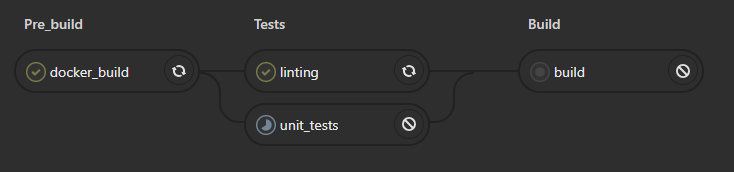 Pre_build
Tests
Build
docker_build
linting
build
unit_tests